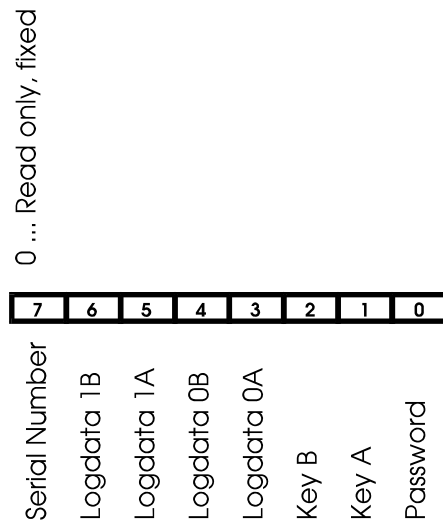 0 ... Read only, fixed
7 6 5 4 3 2 1 0
Serial Number
Logdata 1B
Logdata 1A
Logdata 0B
Logdata 0A
Key B
Key A
Password